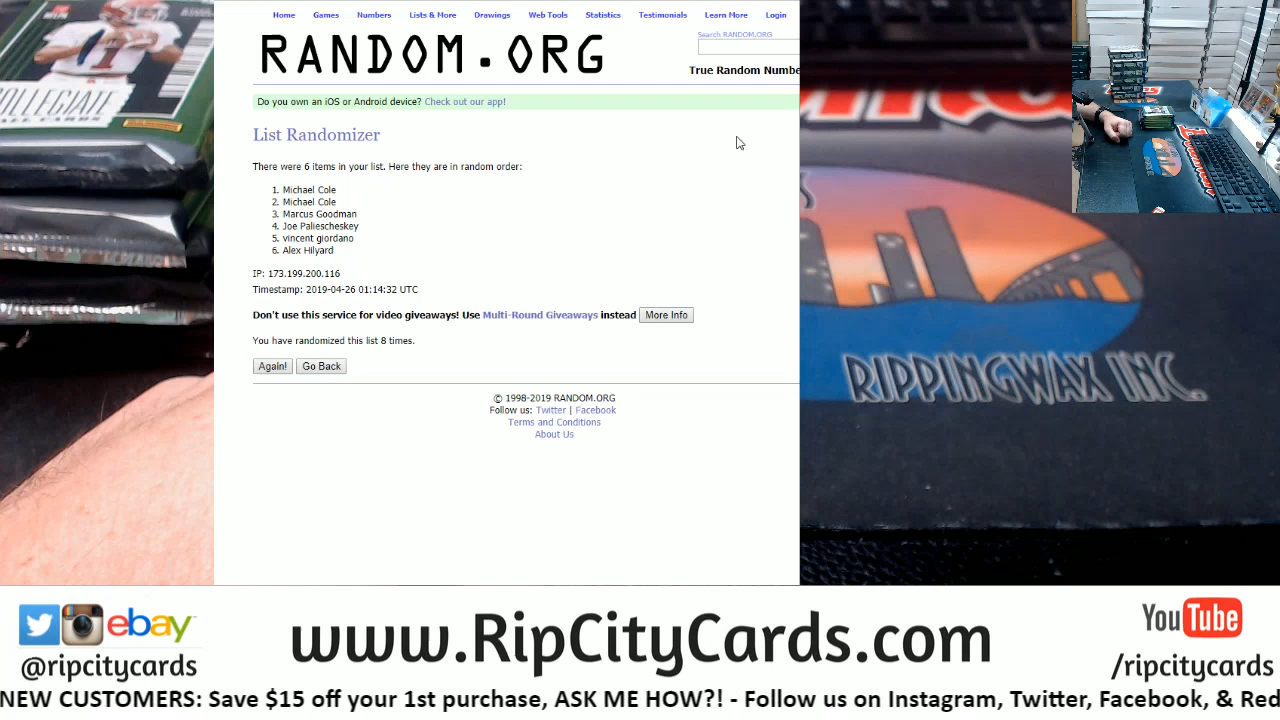 Home Games Numbers Lists & More Drawings Web Tools Statistics Testimonials Learn More Login
RANDOM.ORG
Search RANDOM.ORG
True Random Numbe
Do you own an iOS or Android device? Check out our app!
List Randomizer
There were 6 items in your list. Here they are in random order:
1. Michael Cole
2. Michael Cole
3. Marcus Goodman
4. Joe Paliescheskey
5. vincent giordano
6. Alex Hilyard
IP: 173.199.200.116
Timestamp: 2019-04-26 01:14:32 UTC
Don't use this service for video giveaways! Use Multi-Round Giveaways instead More Info
You have randomized this list 8 times.
Again! Go Back
© 1998-2019 RANDOM.ORG
Follow us: Twitter | Facebook
Terms and Conditions
About Us
COLLEGIATE
RIPPINGWAX INC.
ebay
@ripcitycards
www.RipCityCards.com
YouTube
/ripcitycards
NEW CUSTOMERS: Save $15 off your 1st purchase, ASK ME HOW?! - Follow us on Instagram, Twitter, Facebook, & Red